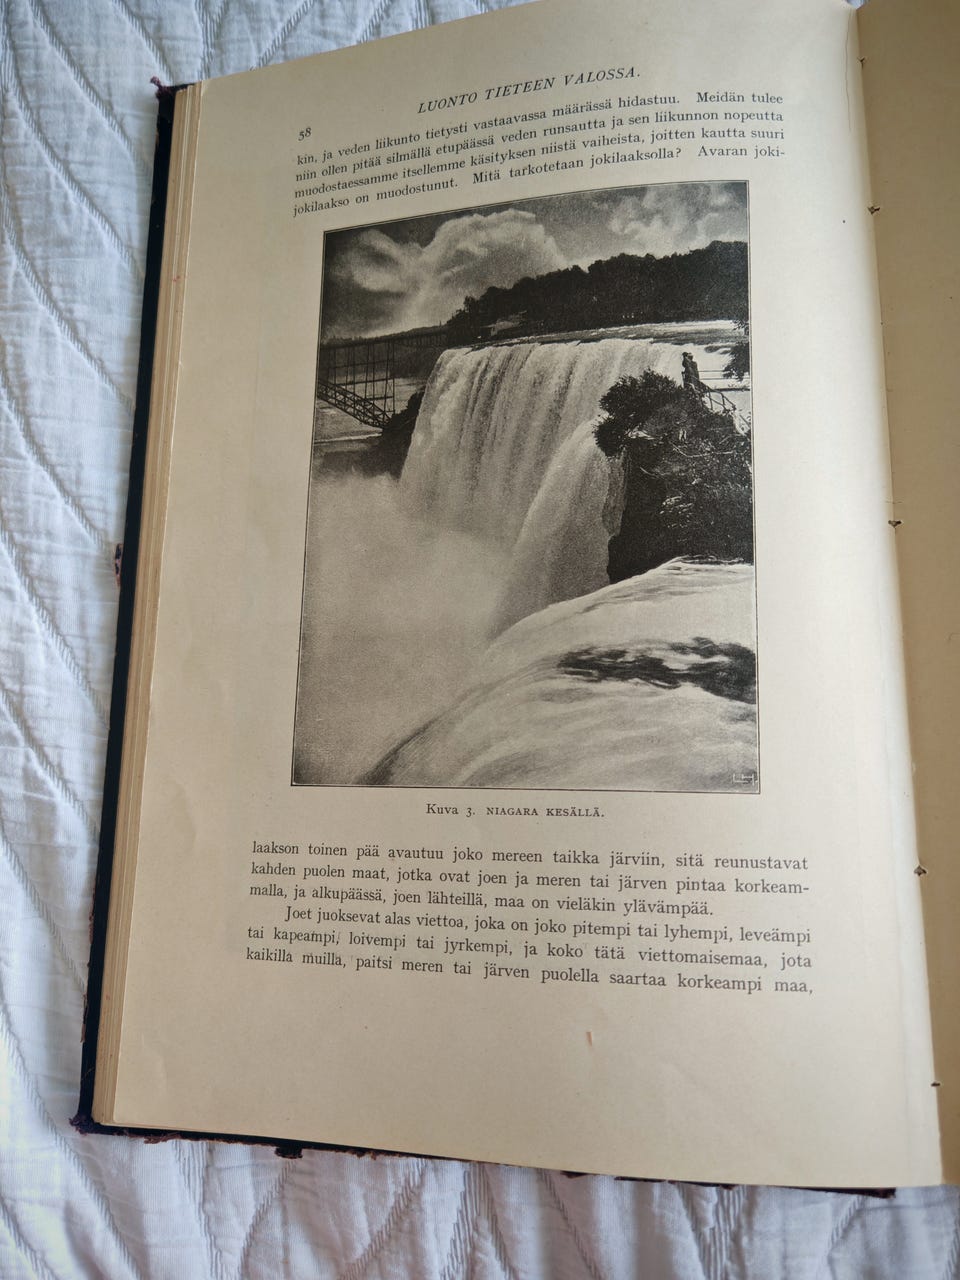 LUONTO TIETEEN VALOSSA.
58
kin, ja veden liikunto tietysti vastaavassa määrässä hidastuu. Meidän tulee
niin ollen pitää silmällä etupäässä veden runsautta ja sen liikunnon nopeutta
muodostaessamme itsellemme käsityksen niistä vaiheista, joitten kautta suuri
jokilaakso on muodostunut. Mitä tarkotetaan jokilaaksolla? Avaran joki-
Kuva 3. NIAGARA KESÄLLÄ.
laakson toinen pää avautuu joko mereen taikka järviin, sitä reunustavat
kahden puolen maat, jotka ovat joen ja meren tai järven pintaa korkeam-
malla, ja alkupäässä, joen lähteillä, maa on vieläkin ylävämpää.
Joet juoksevat alas viettoa, joka on joko pitempi tai lyhempi, leveämpi
tai kapeampi, loivempi tai jyrkempi, ja koko tätä viettomaisemaa, jota
kaikilla muilla, paitsi meren tai järven puolella saartaa korkeampi maa,